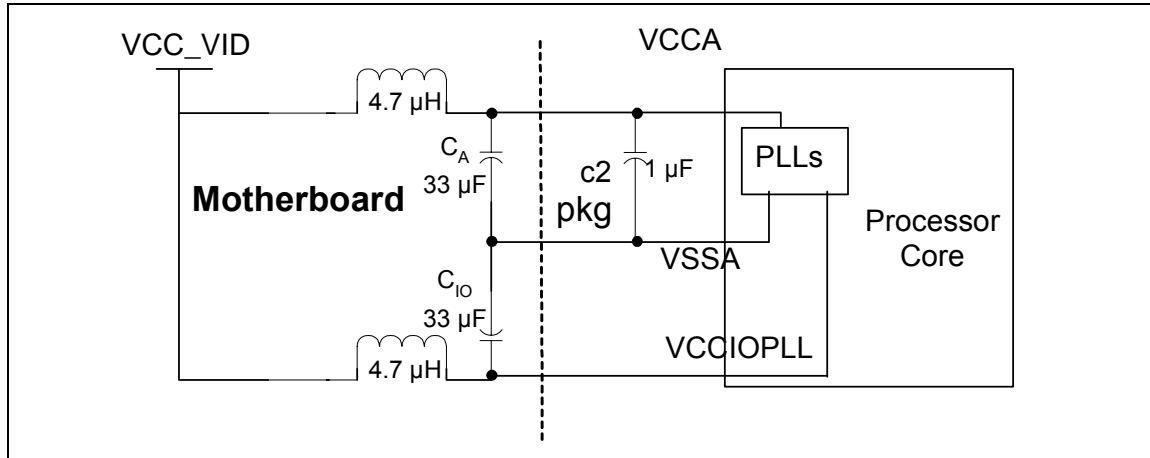 VCC_VID
VCCA
4.7 µH
C_A
33 µF
c2
pkg
1 µF
PLLs
Motherboard
Processor
Core
VSSA
C_IO
33 µF
VCCIOPLL
4.7 µH